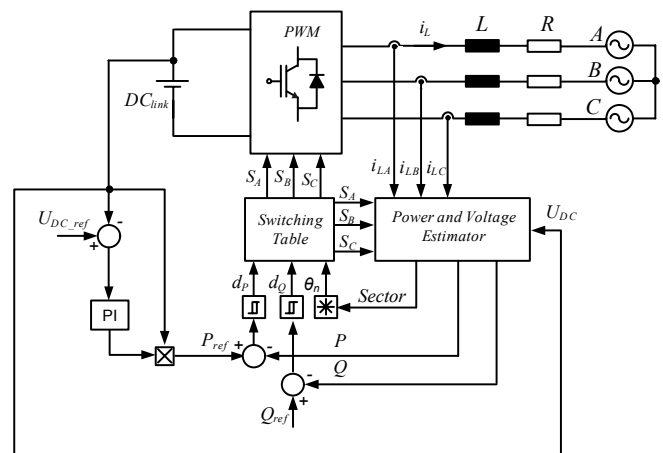 PWM
i_L
L
R
A
B
C
DC_link
S_A
S_B
S_C
i_LA
i_LB
i_LC
U_DC_ref
-
+
Switching
Table
S_A
S_B
S_C
Power and Voltage
Estimator
U_DC
d_P
d_Q
θ_n
Sector
PI
P_ref
+
-
P
Q
-
+
Q_ref